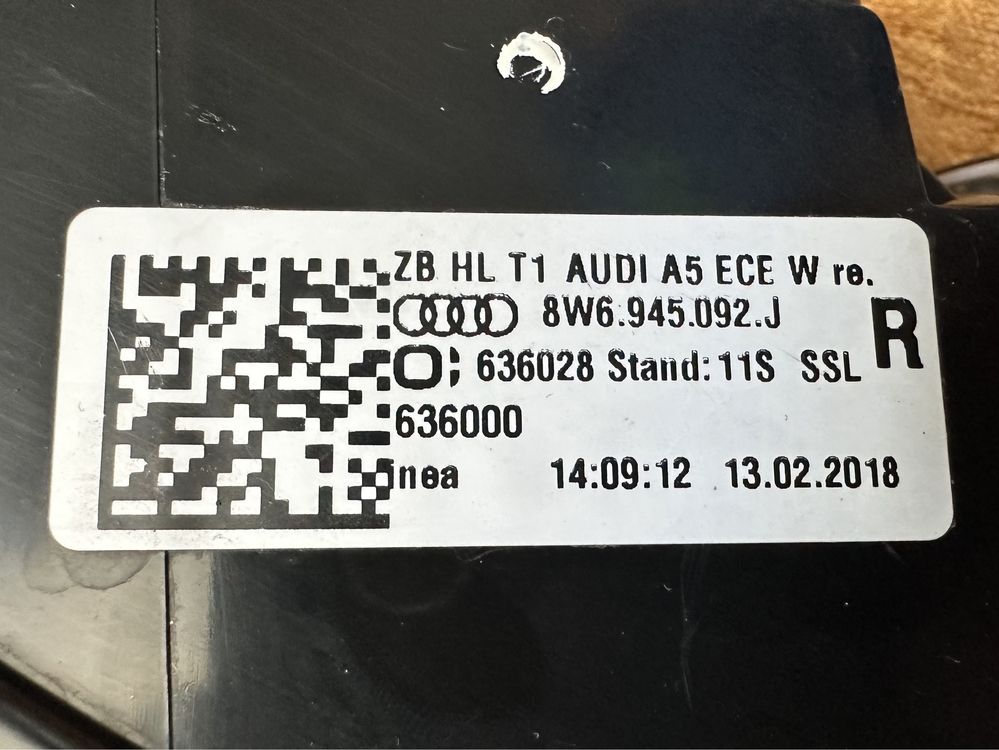 ZB HL T1 AUDI A5 ECE W re.
8W6.945.092.J
R
636028 Stand:11S SSL
636000
14:09:12 13.02.2018